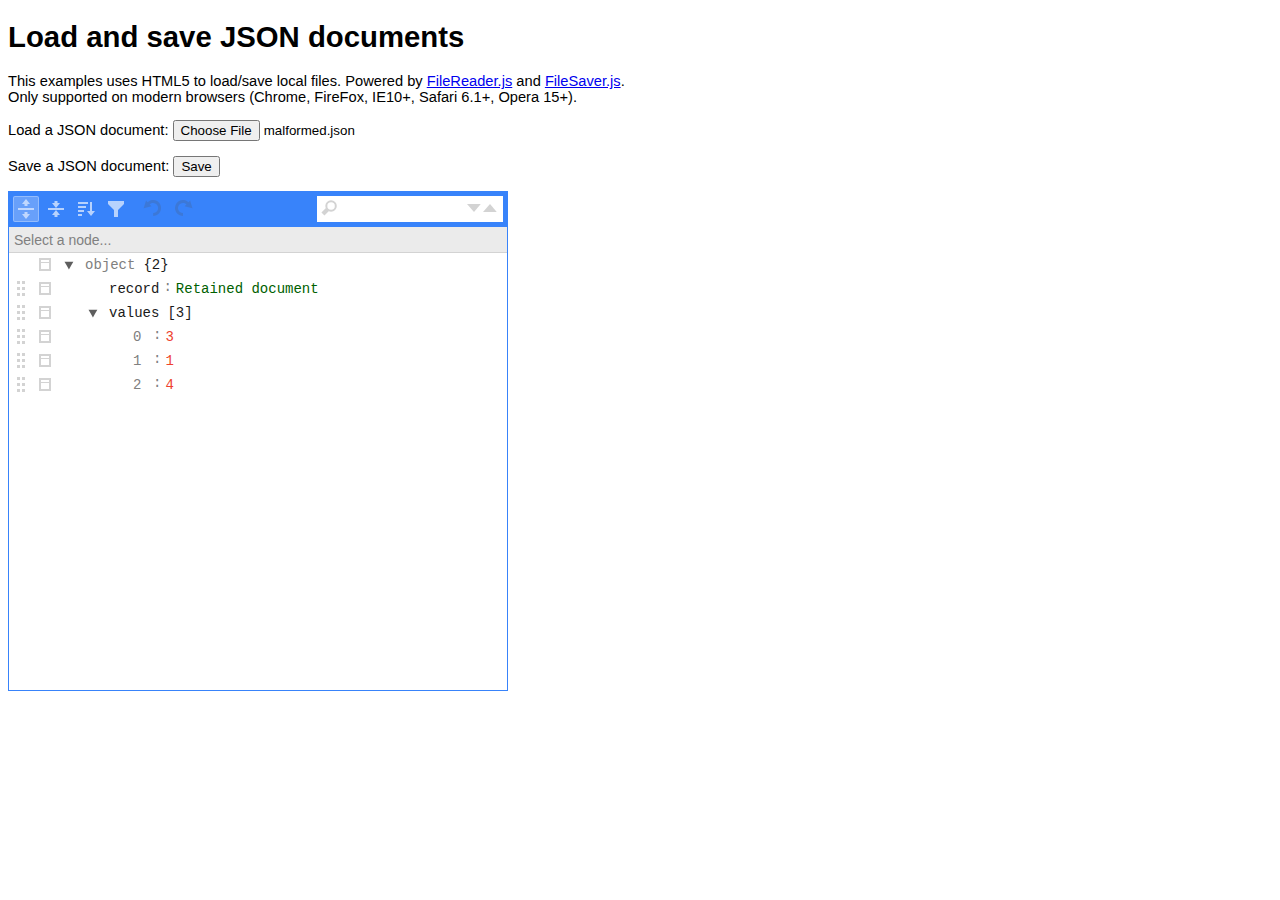 Load and save JSON documents
This examples uses HTML5 to load/save local files. Powered by FileReader.js and FileSaver.js.
Only supported on modern browsers (Chrome, FireFox, IE10+, Safari 6.1+, Opera 15+).
Load a JSON document: Choose File malformed.json
Save a JSON document: Save
Select a node...
object {2}
record : Retained document
values [3]
0 : 3
1 : 1
2 : 4